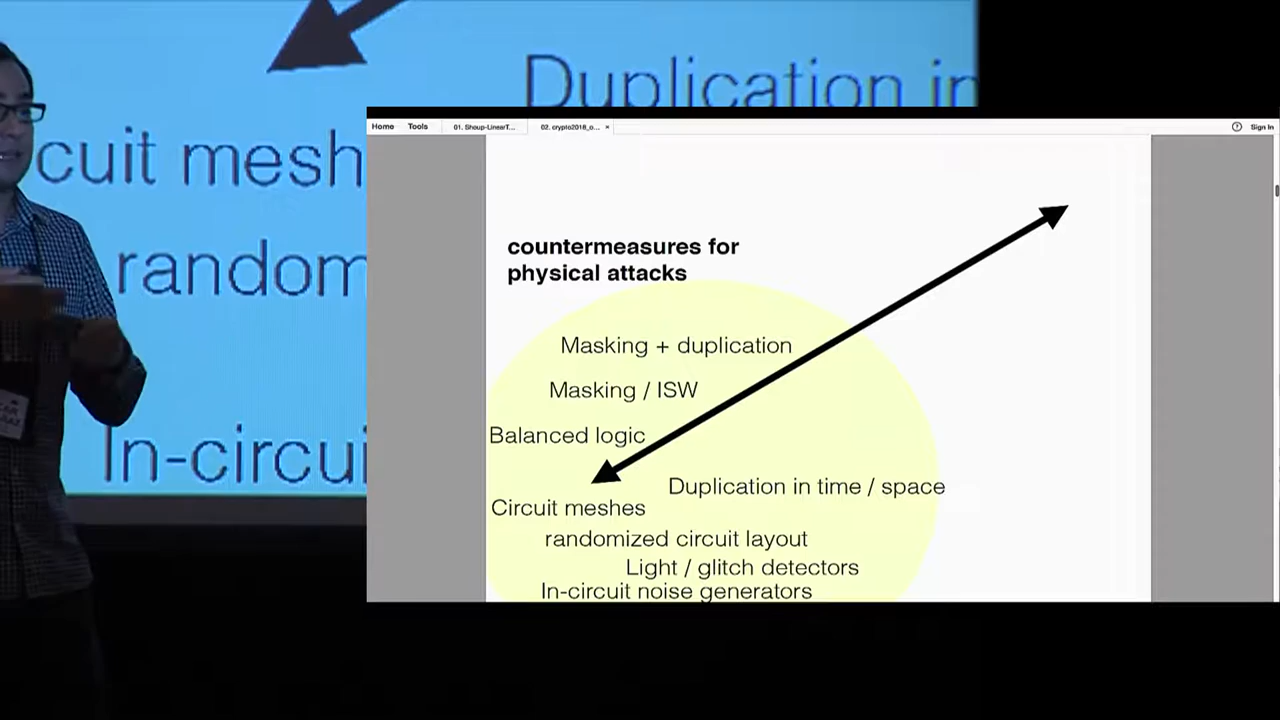 Duplication in
cuit mesh
random
In-circui
Home Tools 01. Shoup-LinearT... 02. crypto2018_o... × ? Sign In
countermeasures for
physical attacks
Masking + duplication
Masking / ISW
Balanced logic
Duplication in time / space
Circuit meshes
randomized circuit layout
Light / glitch detectors
In-circuit noise generators